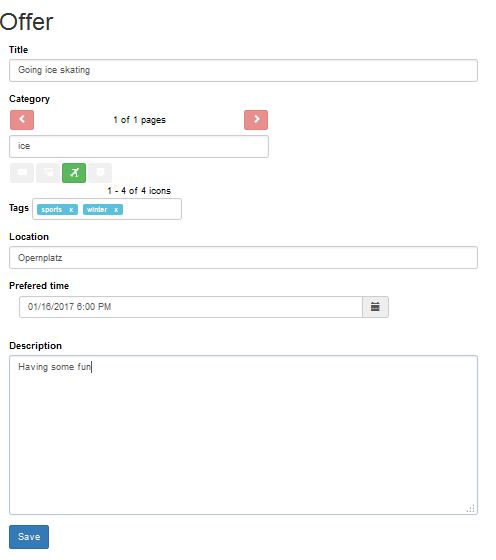 Offer
Title
Going ice skating
Category
1 of 1 pages
ice
1 - 4 of 4 icons
Tags sports x winter x
Location
Opernplatz
Prefered time
01/16/2017 6:00 PM
Description
Having some fun
Save